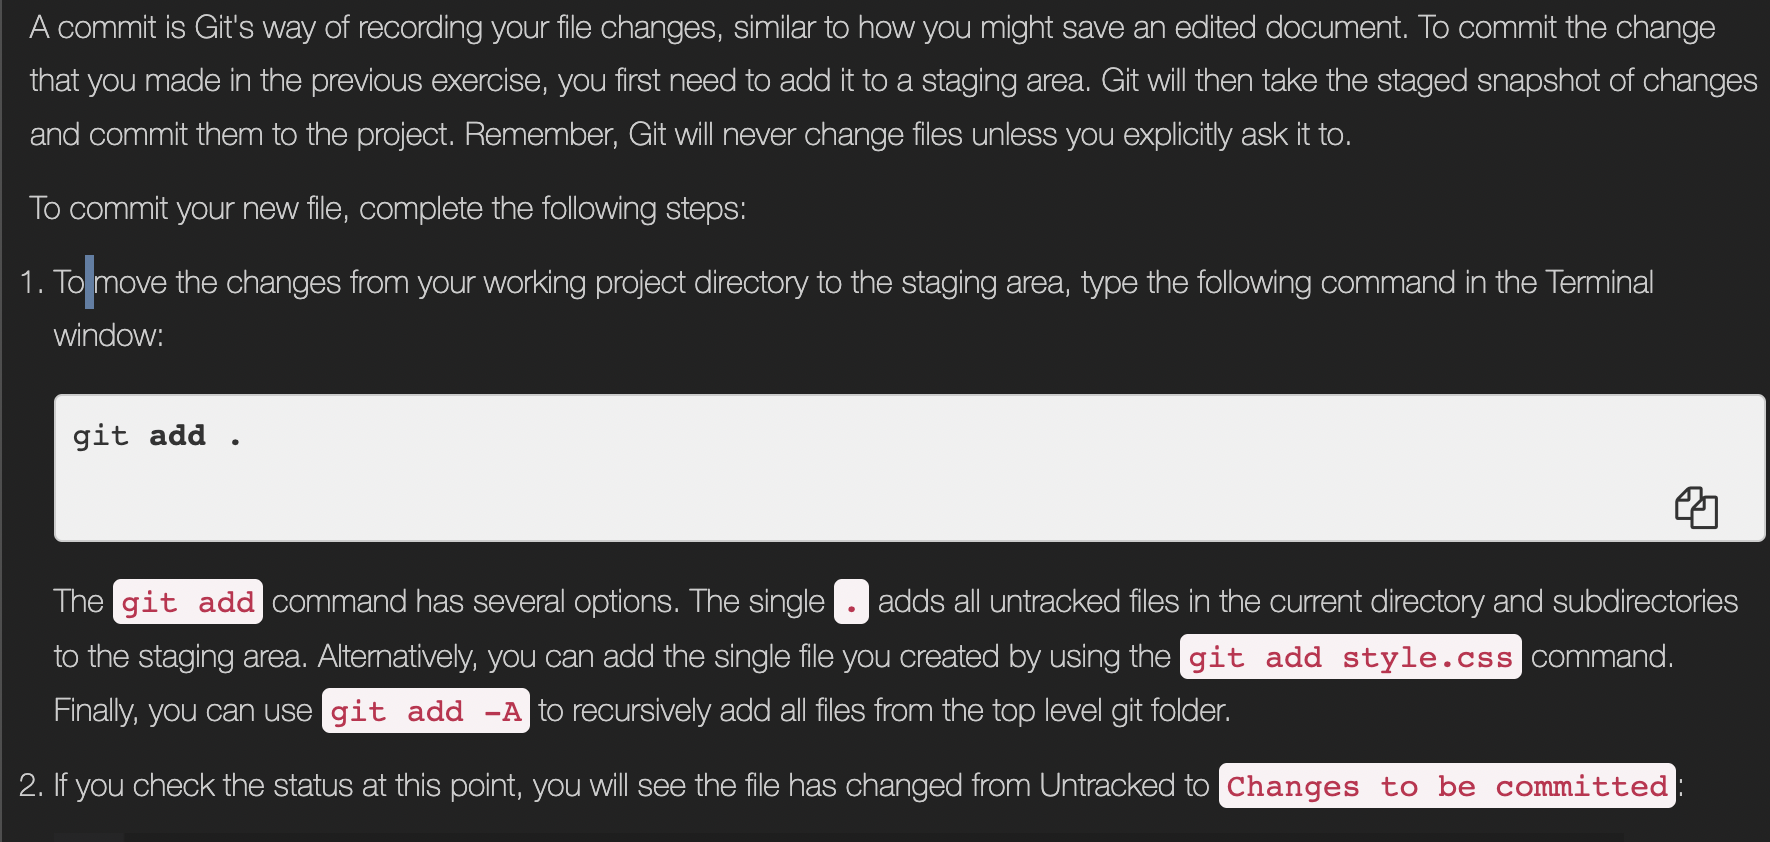 A commit is Git's way of recording your file changes, similar to how you might save an edited document. To commit the change
that you made in the previous exercise, you first need to add it to a staging area. Git will then take the staged snapshot of changes
and commit them to the project. Remember, Git will never change files unless you explicitly ask it to.
To commit your new file, complete the following steps:
1. To move the changes from your working project directory to the staging area, type the following command in the Terminal
window:
git add .
The git add command has several options. The single . adds all untracked files in the current directory and subdirectories
to the staging area. Alternatively, you can add the single file you created by using the git add style.css command.
Finally, you can use git add -A to recursively add all files from the top level git folder.
2. If you check the status at this point, you will see the file has changed from Untracked to Changes to be committed: